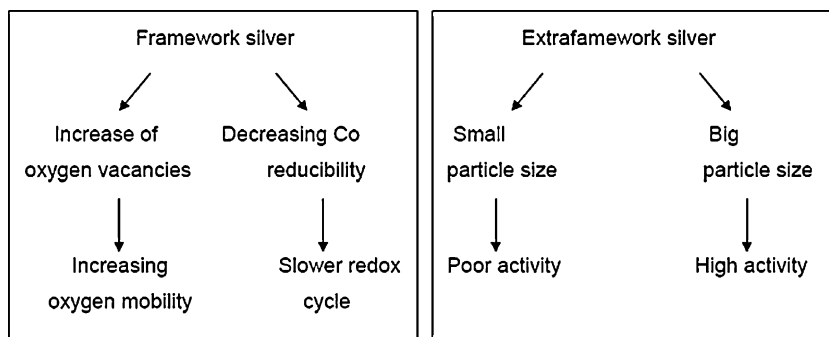 Framework silver
Increase of
oxygen vacancies
Decreasing Co
reducibility
Increasing
oxygen mobility
Slower redox
cycle
Extrafamework silver
Small
particle size
Big
particle size
Poor activity
High activity